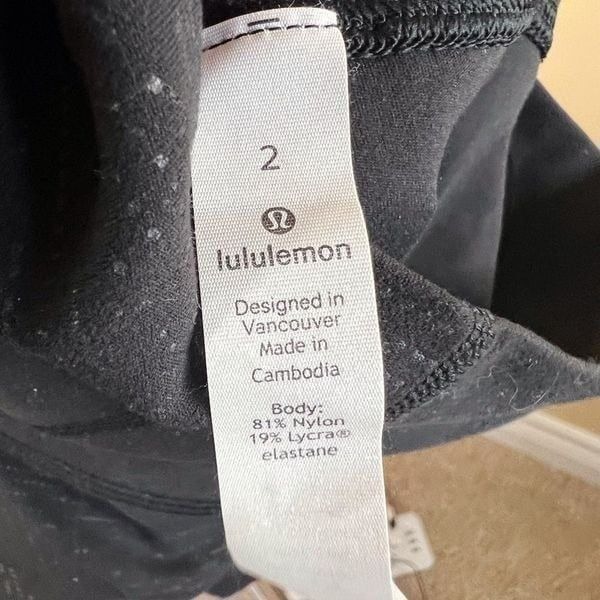 2
lululemon
Designed in
Vancouver
Made in
Cambodia
Body:
81% Nylon
19% Lycra®
elastane